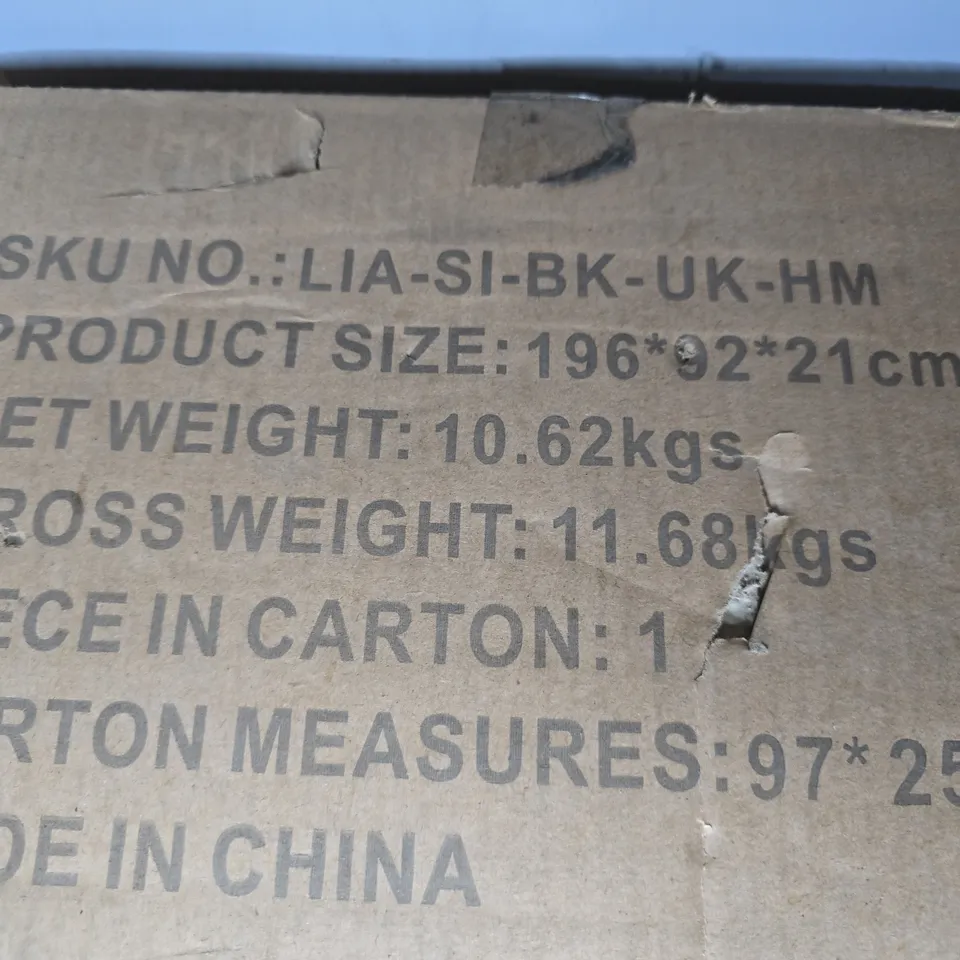 SKU NO.:LIA-SI-BK-UK-HM
PRODUCT SIZE:196*92*21cm
ET WEIGHT: 10.62kgs
ROSS WEIGHT: 11.68kgs
ECE IN CARTON: 1
RTON MEASURES:97*25
DE IN CHINA